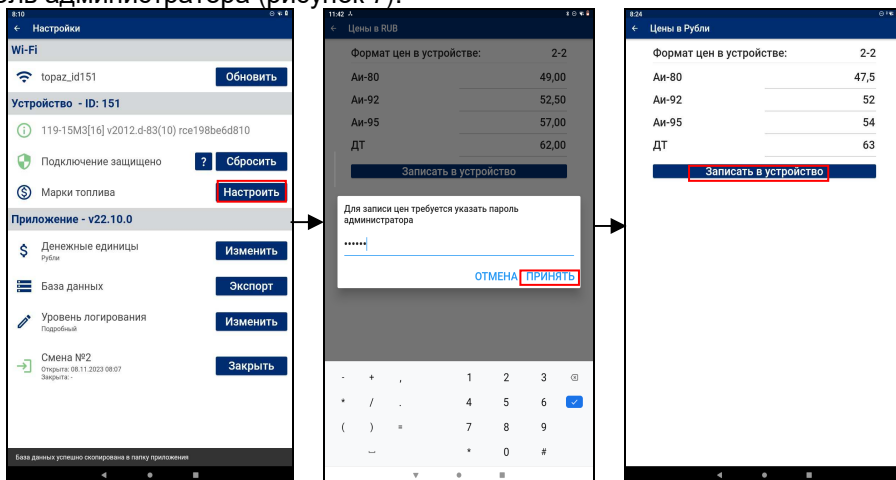 оль администратора (рисунок 7).
8:10
← Настройки
Wi-Fi
topaz_id151 Обновить
Устройство - ID: 151
119-15М3[16] v2012.d-83(10) rce198be6d810
Подключение защищено ? Сбросить
Марки топлива Настроить
Приложение - v22.10.0
Денежные единицы
Рубли
Изменить
База данных Экспорт
Уровень логирования
Подробный
Изменить
Смена №2
Открыта: 08.11.2023 08:07
Закрыта: -
Закрыть
База данных успешно скопирована в папку приложения
11:42
← Цены в RUB
Формат цен в устройстве: 2-2
Аи-80 49,00
Аи-92 52,50
Аи-95 57,00
ДТ 62,00
Записать в устройство
Для записи цен требуется указать пароль
администратора
••••••
ОТМЕНА ПРИНЯТЬ
- + , 1 2 3
* / . 4 5 6
( ) = 7 8 9
* 0 #
8:24
← Цены в Рубли
Формат цен в устройстве: 2-2
Аи-80 47,5
Аи-92 52
Аи-95 54
ДТ 63
Записать в устройство